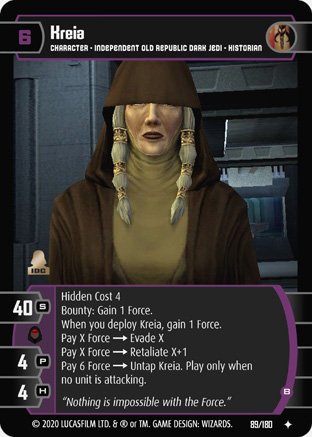 6
Kreia
CHARACTER - INDEPENDENT OLD REPUBLIC DARK JEDI - HISTORIAN
IDC
40 S
4 P
4 H
Hidden Cost 4
Bounty: Gain 1 Force.
When you deploy Kreia, gain 1 Force.
Pay X Force → Evade X
Pay X Force → Retaliate X+1
Pay 6 Force → Untap Kreia. Play only when
no unit is attacking.
B
"Nothing is impossible with the Force."
© 2020 LUCASFILM LTD. & ® or TM. GAME DESIGN: WIZARDS.
89/180